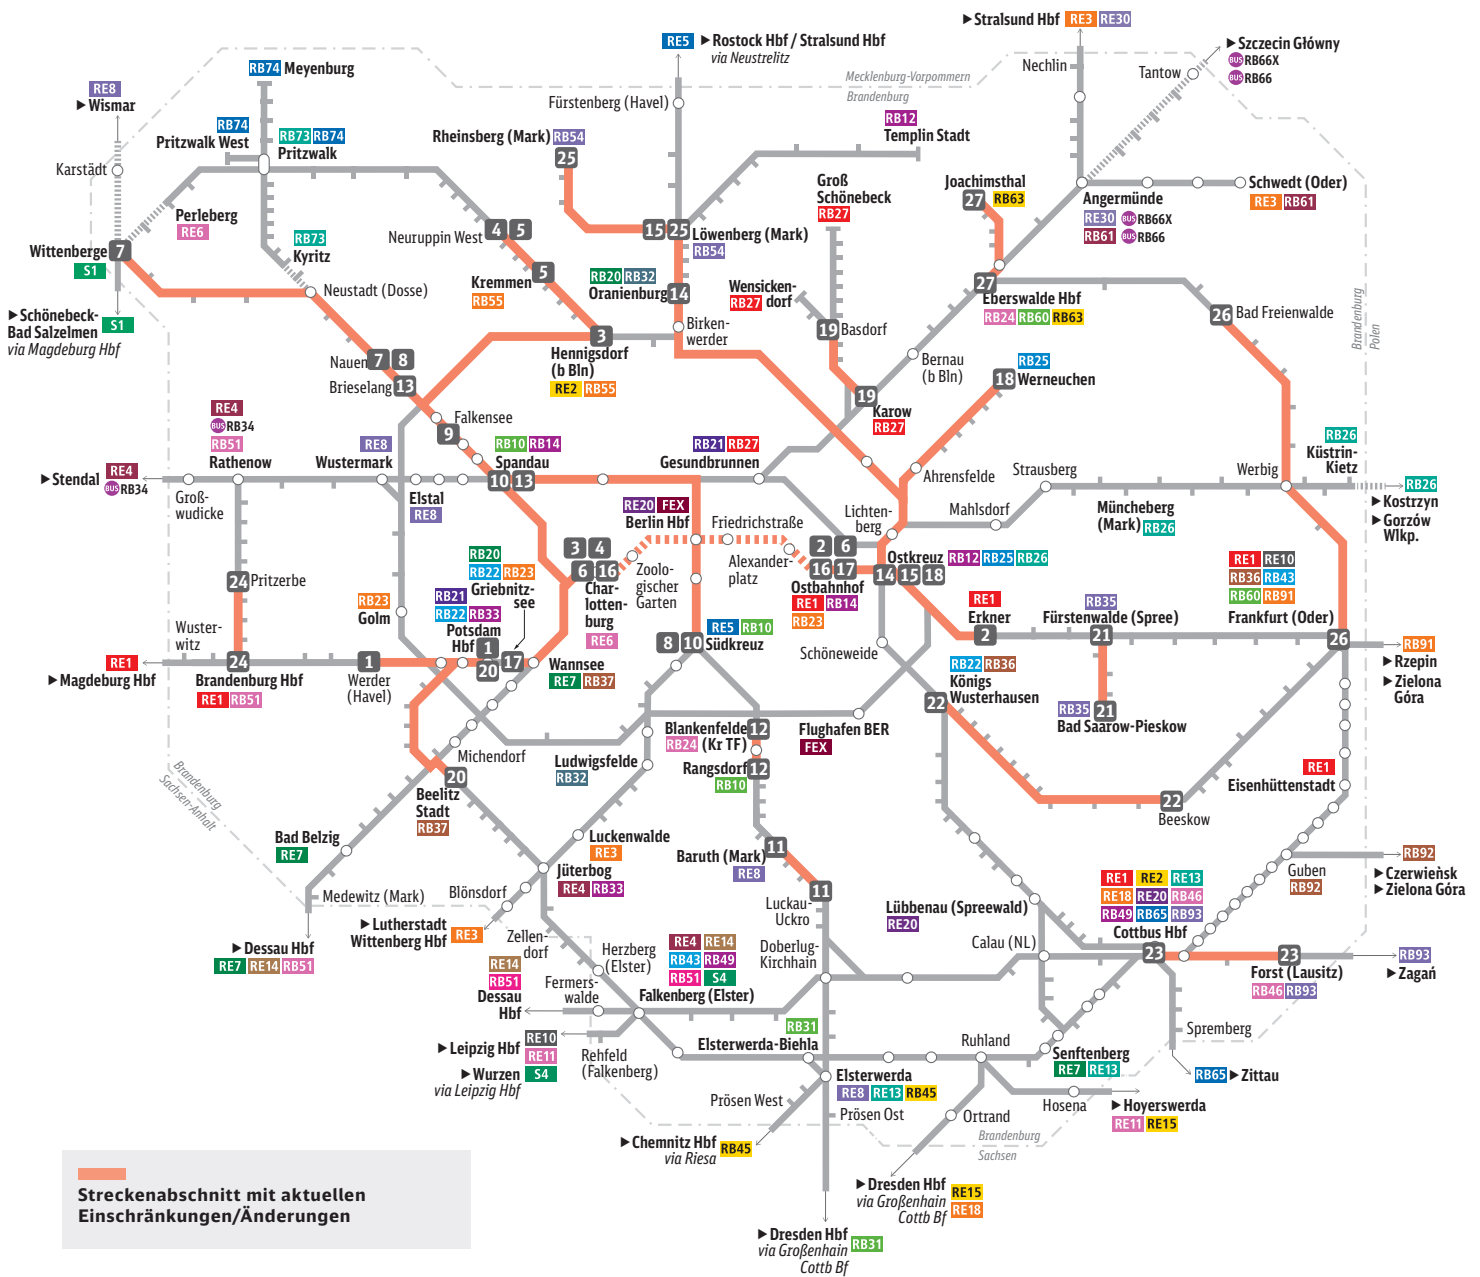 ▶ Stralsund Hbf RE3 RE30
RE5 ▶ Rostock Hbf / Stralsund Hbf
via Neustrelitz
▶ Szczecin Główny
BUS RB66X
BUS RB66
Nechlin
Tantow
Mecklenburg-Vorpommern
Brandenburg
RB74 Meyenburg
RE8
▶ Wismar
Fürstenberg (Havel)
RB12
Templin Stadt
RB74
Pritzwalk West
RB73 RB74
Pritzwalk
Rheinsberg (Mark) RB54
25
Karstädt
Groß
Schönebeck
RB27
Joachimsthal
27 RB63
Schwedt (Oder)
RE3 RB61
Angermünde
RE30 BUS RB66X
RB61 BUS RB66
Perleberg
RE6
Neuruppin West
4 5
15 25
Löwenberg (Mark)
RB54
Wittenberge 7
S1
RB73
Kyritz
Kremmen 5
RB55
RB20 RB32
Oranienburg 14
Wensicken-
dorf
RB27
27
Eberswalde Hbf
RB24 RB60 RB63
Neustadt (Dosse)
▶ Schönebeck-
Bad Salzelmen S1
via Magdeburg Hbf
Birken-
werder
19 Basdorf
26 Bad Freienwalde
Brandenburg
Polen
3
Hennigsdorf
(b Bln)
RE2 RB55
Nauen 7 8
Brieselang 13
Bernau
(b Bln)
RB25
18 Werneuchen
19
Karow
RB27
Falkensee
9
RE4
BUS RB34
RB51
Rathenow
RE8
Wustermark
RB10 RB14
Spandau
10 13
RB21 RB27
Gesundbrunnen
Ahrensfelde
Strausberg
Werbig
RB26
Küstrin-
Kietz
▶ Stendal RE4
BUS RB34
Groß-
wudicke
Elstal
RE8
RE20 FEX
Berlin Hbf
Friedrichstraße
Lichten-
berg
Mahlsdorf
Müncheberg
(Mark) RB26
RB26
▶ Kostrzyn
▶ Gorzów
Wlkp.
3 4
6 16
Char-
lotten-
burg
RE6
Zoolo-
gischer
Garten
Alexander-
platz
2 6
16 17
Ostbahnhof
RE1 RB14
RB23
Ostkreuz RB12 RB25 RB26
14 15 18
24 Pritzerbe
RB20
RB22 RB23
Griebnitz-
see
RB23
Golm
RB21
RB22 RB33
Potsdam
Hbf 1
20
17
RE1
Erkner
2
RB35
Fürstenwalde (Spree)
21
RE1 RE10
RB36 RB43
RB60 RB91
Frankfurt (Oder)
26
Wuster-
witz
RE1
▶ Magdeburg Hbf
24
Brandenburg Hbf
RE1 RB51
1
Werder
(Havel)
Wannsee
RE7 RB37
RE5 RB10
8 10 Südkreuz
Schöneweide
RB22 RB36
Königs
Wusterhausen
22
RB35 21
Bad Saarow-Pieskow
RB91
▶ Rzepin
▶ Zielona
Góra
Michendorf
Blankenfelde 12
RB24 (Kr TF)
Rangsdorf 12
RB10
Flughafen BER
FEX
Ludwigsfelde
RB32
Brandenburg
Sachsen-Anhalt
20
Beelitz
Stadt
RB37
RE1
Eisenhüttenstadt
22
Beeskow
Bad Belzig
RE7
Luckenwalde
RE3
Baruth (Mark) 11
RE8
Jüterbog
RE4 RB33
Medewitz (Mark)
Blönsdorf
11
Luckau-
Uckro
Guben
RB92
RB92
▶ Czerwieńsk
▶ Zielona Góra
RE1 RE2 RE13
RE18 RE20 RB46
RB49 RB65 RB93
Cottbus Hbf
23
Lübbenau (Spreewald)
RE20
▶ Lutherstadt
Wittenberg Hbf RE3
▶ Dessau Hbf
RE7 RE14 RB51
Zellen-
dorf
Herzberg
(Elster)
RE4 RE14
RB43 RB49
RB51 S4
Falkenberg (Elster)
Doberlug-
Kirchhain
Calau (NL)
23
Forst (Lausitz)
RB46 RB93
RB93
▶ Zagań
RE14
RB51
Dessau
Hbf
Fermers-
walde
▶ Leipzig Hbf RE10
RE11
▶ Wurzen S4
via Leipzig Hbf
Rehfeld
(Falkenberg)
RB31
Elsterwerda-Biehla
Ruhland
Senftenberg
RE7 RE13
Spremberg
RB65 ▶ Zittau
Elsterwerda
RE8 RE13 RB45
Prösen West
Prösen Ost
Ortrand
Hosena
▶ Hoyerswerda
RE11 RE15
Brandenburg
Sachsen
▶ Chemnitz Hbf RB45
via Riesa
▶ Dresden Hbf RE15
via Großenhain RE18
Cottb Bf
▶ Dresden Hbf
via Großenhain RB31
Cottb Bf
Streckenabschnitt mit aktuellen
Einschränkungen/Änderungen